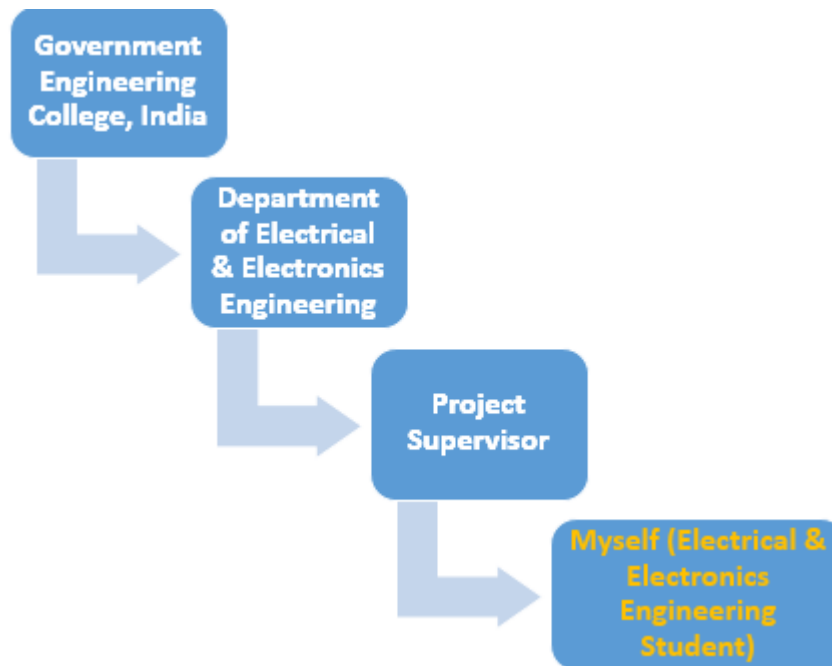 Government
Engineering
College, India
Department
of Electrical
& Electronics
Engineering
Project
Supervisor
Myself (Electrical &
Electronics
Engineering
Student)